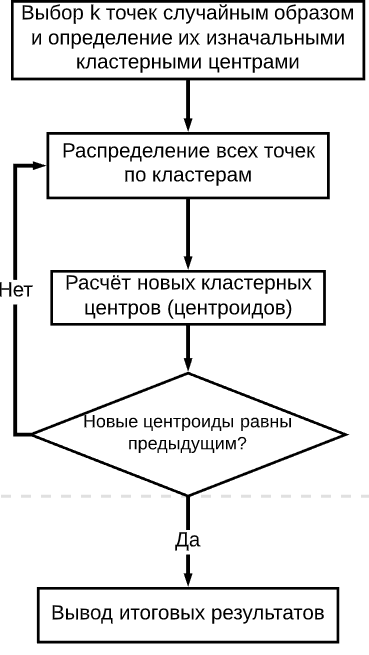 Выбор k точек случайным образом
и определение их изначальными
кластерными центрами
Распределение всех точек
по кластерам
Нет
Расчёт новых кластерных
центров (центроидов)
Новые центроиды равны
предыдущим?
Да
Вывод итоговых результатов